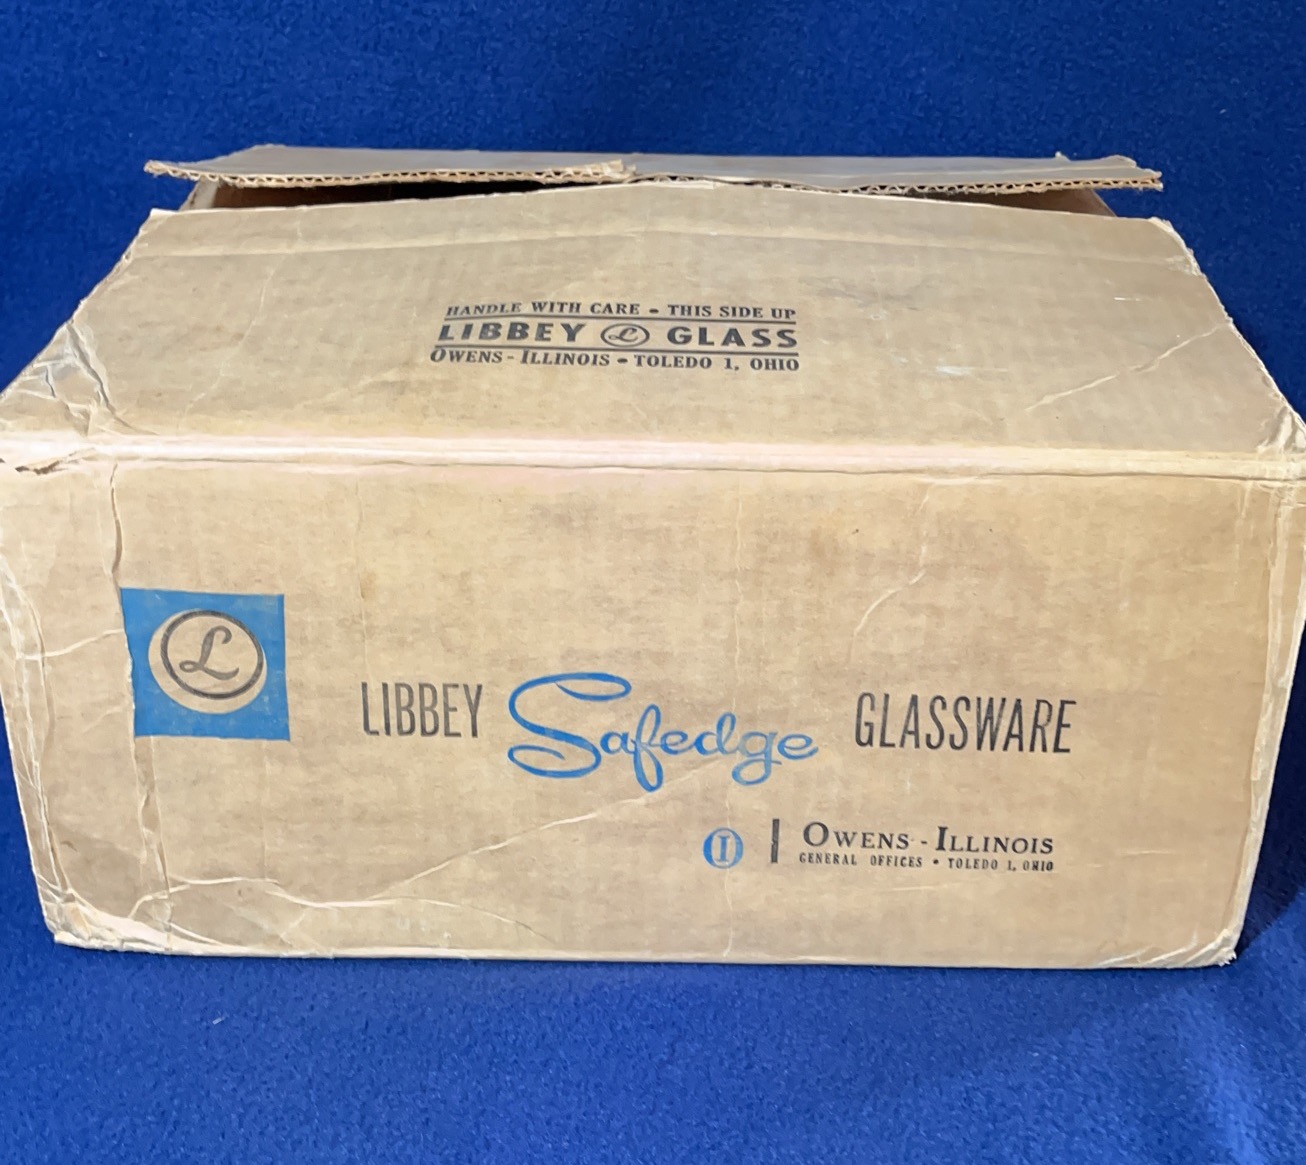 HANDLE WITH CARE • THIS SIDE UP
LIBBEY L GLASS
OWENS-ILLINOIS • TOLEDO 1, OHIO
L
LIBBEY Safedge GLASSWARE
I OWENS-ILLINOIS
GENERAL OFFICES • TOLEDO 1, OHIO